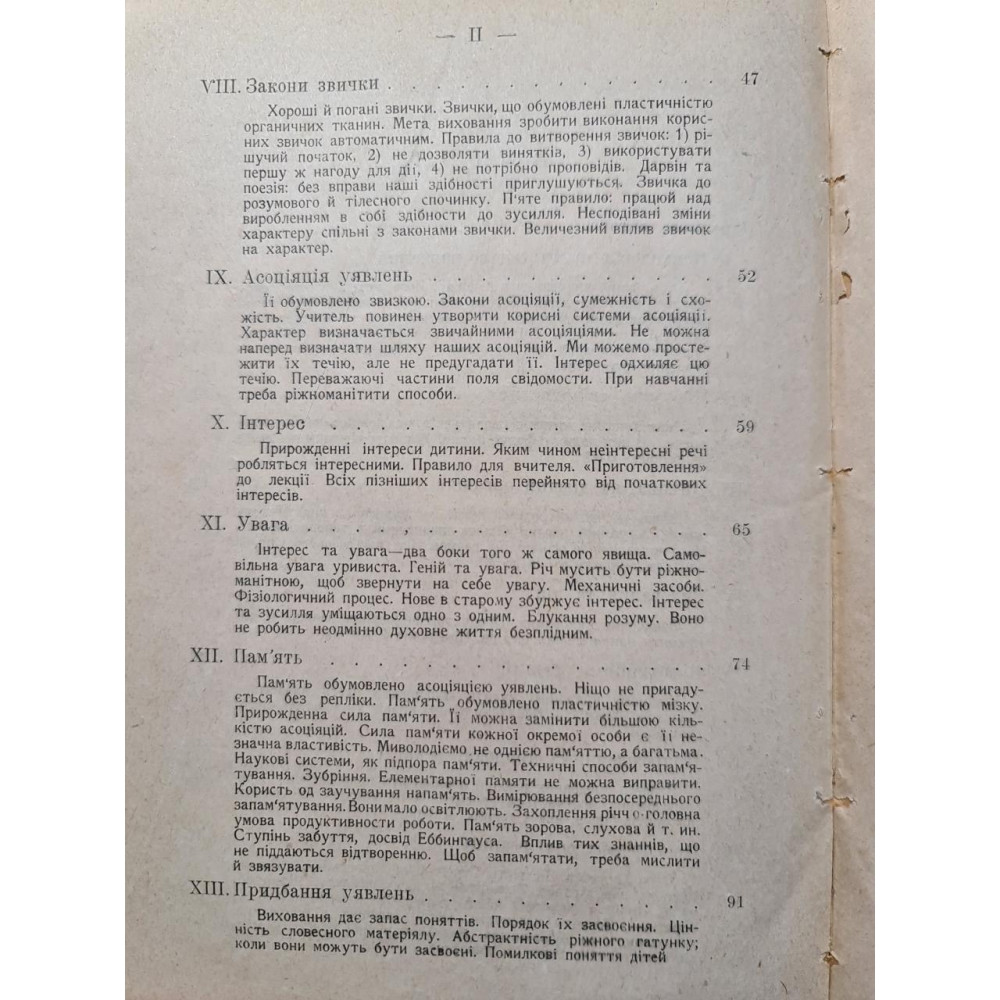 — II —
VIII. Закони звички . . . . . . . . . . . . . 47
Хороші й погані звички. Звички, що обумовлені пластичністю
органичних тканин. Мета виховання зробити виконання корис-
них звичок автоматичним. Правила до витворення звичок: 1) рі-
шучий початок, 2) не дозволяти винятків, 3) використувати
першу ж нагоду для дії, 4) не потрібно проповідів. Дарвін та
поезія: без вправи наші здібності приглушуються. Звичка до
розумового й тілесного спочинку. П'яте правило: працюй над
виробленням в собі здібности до зусилля. Несподівані зміни
характеру спільні з законами звички. Величезний вплив звичок
на характер.
IX. Асоціяція уявлень . . . . . . . . . . . . 52
Її обумовлено звизкою. Закони асоціяції, сумежність і схо-
жість. Учитель повинен утворити корисні системи асоціяції.
Характер визначається звичайними асоціяціями. Не можна
наперед визначати шляху наших асоціяцій. Ми можемо просте-
жити їх течію, але не предугадати її. Інтерес одхиляє цю
течію. Переважаючі частини поля свідомости. При навчанні
треба ріжноманітити способи.
X. Інтерес . . . . . . . . . . . . . . . . 59
Прирожденні інтереси дитини. Яким чином неінтересні речі
робляться інтересними. Правило для вчителя. «Приготовлення»
до лекції Всіх пізніших інтересів перейнято від початкових
інтересів.
XI. Увага . . . . , . . . . . . . . . . . . 65
Інтерес та увага—два боки того ж самого явища. Само-
вільна увага уривиста. Геній та увага. Річ мусить бути ріжно-
манітною, щоб звернути на себе увагу. Механичні засоби.
Фізіологичний процес. Нове в старому збуджує інтерес. Інтерес
та зусилля уміщаються одно з одним. Блукання розуму. Воно
не робить неодмінно духовне життя безплідним.
XII. Пам'ять . . . . . . . . . . . . . . . . 74
Пам'ять обумовлено асоціяцією уявлень. Ніщо не пригаду-
ється без репліки. Пам'ять обумовлено пластичністю мізку.
Прирожденна сила пам'яти. Її можна замінити більшою кіль-
кістю асоціяцій. Сила пам'яти кожної окремої особи є її не-
значна властивість. Миволодіємо не однією пам'яттю, а багатьма.
Наукові системи, як підпора пам'яти. Техничні способи запам'я-
тування. Зубріння. Елементарної памяти не можна виправити.
Користь од заучування напам'ять. Вимірювання безпосереднього
запам'ятування. Вони мало освітлюють. Захоплення річчо-головна
умова продуктивности роботи. Пам'ять зорова, слухова й т. ин.
Ступінь забуття, досвід Еббингауса. Вплив тих знаннів, що
не піддаються відтворенню. Щоб запам'ятати, треба мислити
й звязувати.
XIII. Придбання уявлень . . . . . . . . . . . . 91
Виховання дає запас поняттів. Порядок їх засвоєння. Цін-
ність словесного матеріялу. Абстрактність ріжного гатунку;
коли вони можуть бути засвоєні. Помилкові поняття дітей